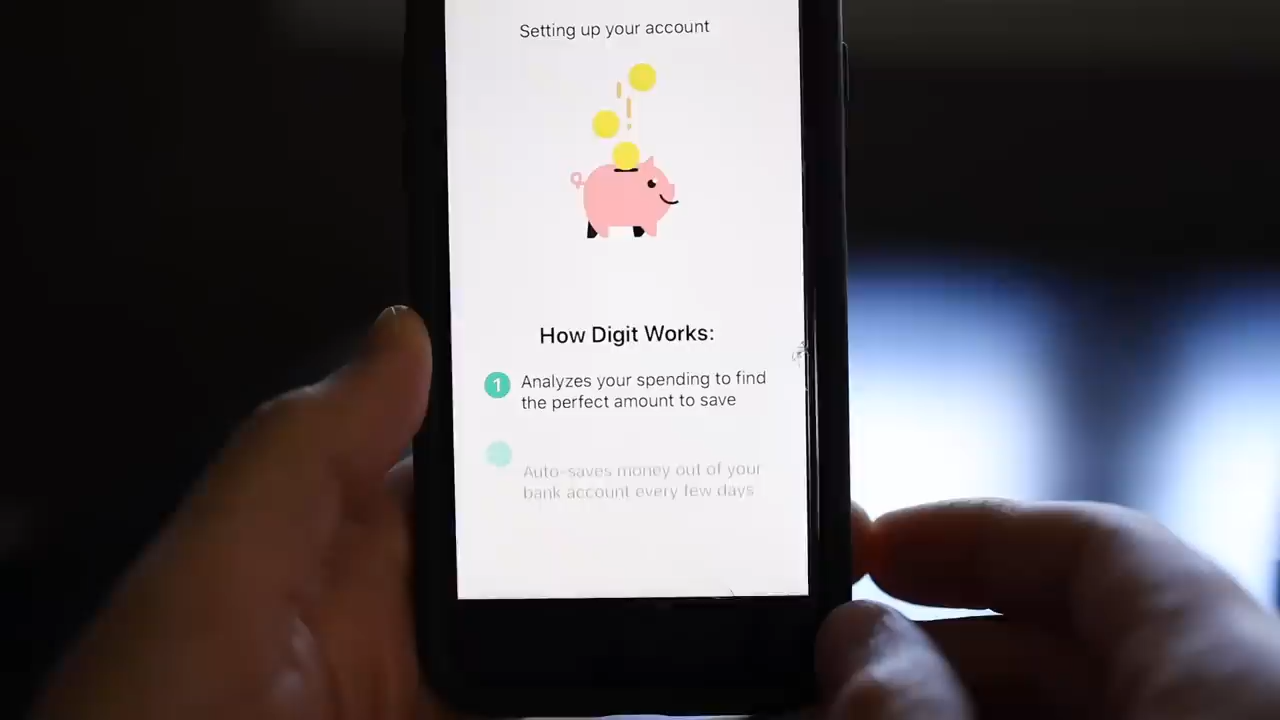 Setting up your account
How Digit Works:
1 Analyzes your spending to find
the perfect amount to save
Auto-saves money out of your
bank account every few days